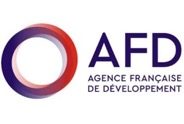 AFD
AGENCE FRANÇAISE
DE DÉVELOPPEMENT